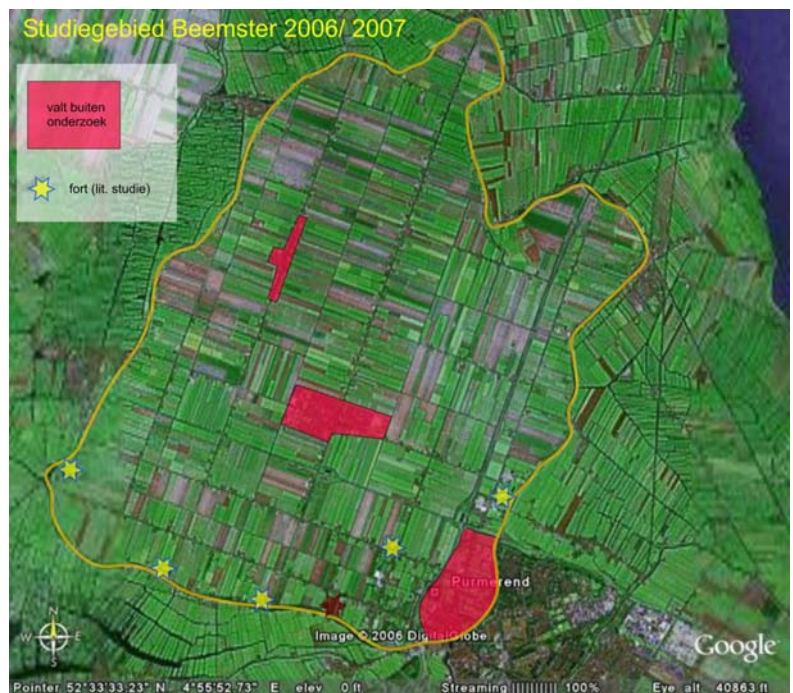 Studiegebied Beemster 2006/ 2007
valt buiten
onderzoek
fort (lit. studie)
Purmerend
N
W E
S
Image © 2006 DigitalGlobe
Google
Pointer 52°33'33.23" N 4°55'52.73" E elev 0 ft Streaming |||||||||| 100% Eye alt 40863 ft